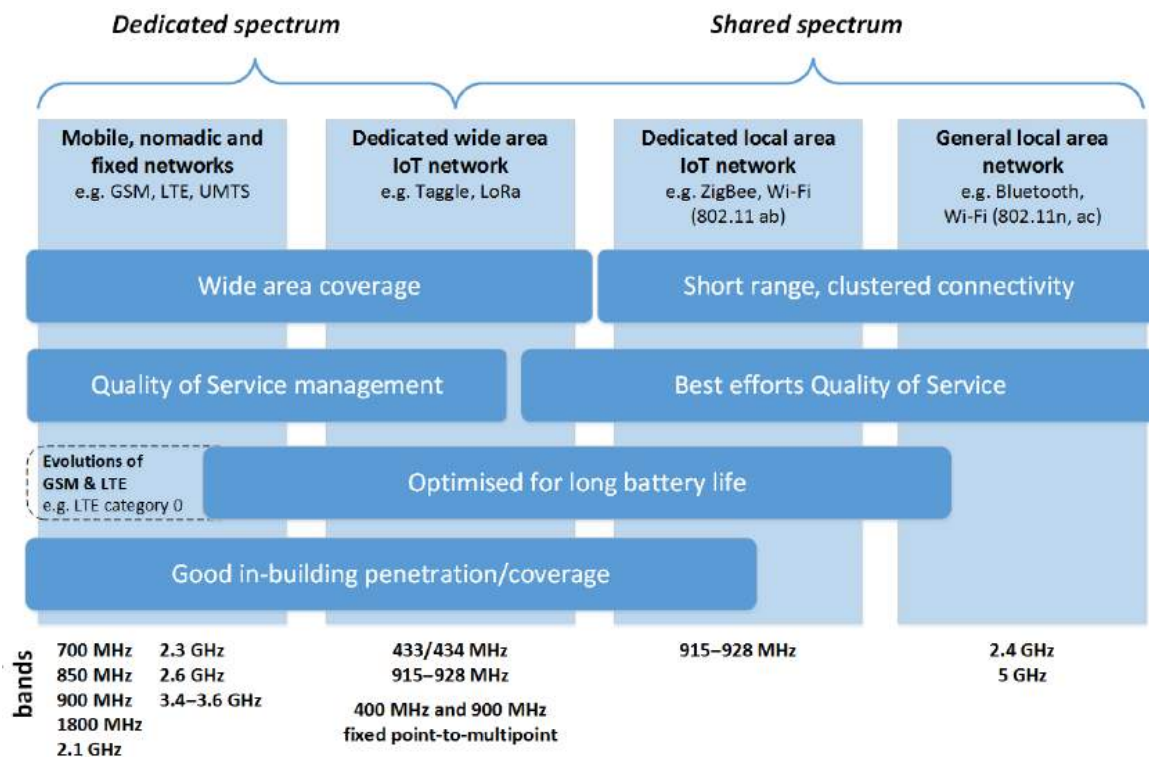 Dedicated spectrum
Shared spectrum
Mobile, nomadic and
fixed networks
e.g. GSM, LTE, UMTS
Dedicated wide area
IoT network
e.g. Taggle, LoRa
Dedicated local area
IoT network
e.g. ZigBee, Wi-Fi
(802.11 ab)
General local area
network
e.g. Bluetooth,
Wi-Fi (802.11n, ac)
Wide area coverage
Short range, clustered connectivity
Quality of Service management
Best efforts Quality of Service
Evolutions of
GSM & LTE
e.g. LTE category 0
Optimised for long battery life
Good in-building penetration/coverage
bands
700 MHz
850 MHz
900 MHz
1800 MHz
2.1 GHz
2.3 GHz
2.6 GHz
3.4–3.6 GHz
433/434 MHz
915–928 MHz
400 MHz and 900 MHz
fixed point-to-multipoint
915–928 MHz
2.4 GHz
5 GHz